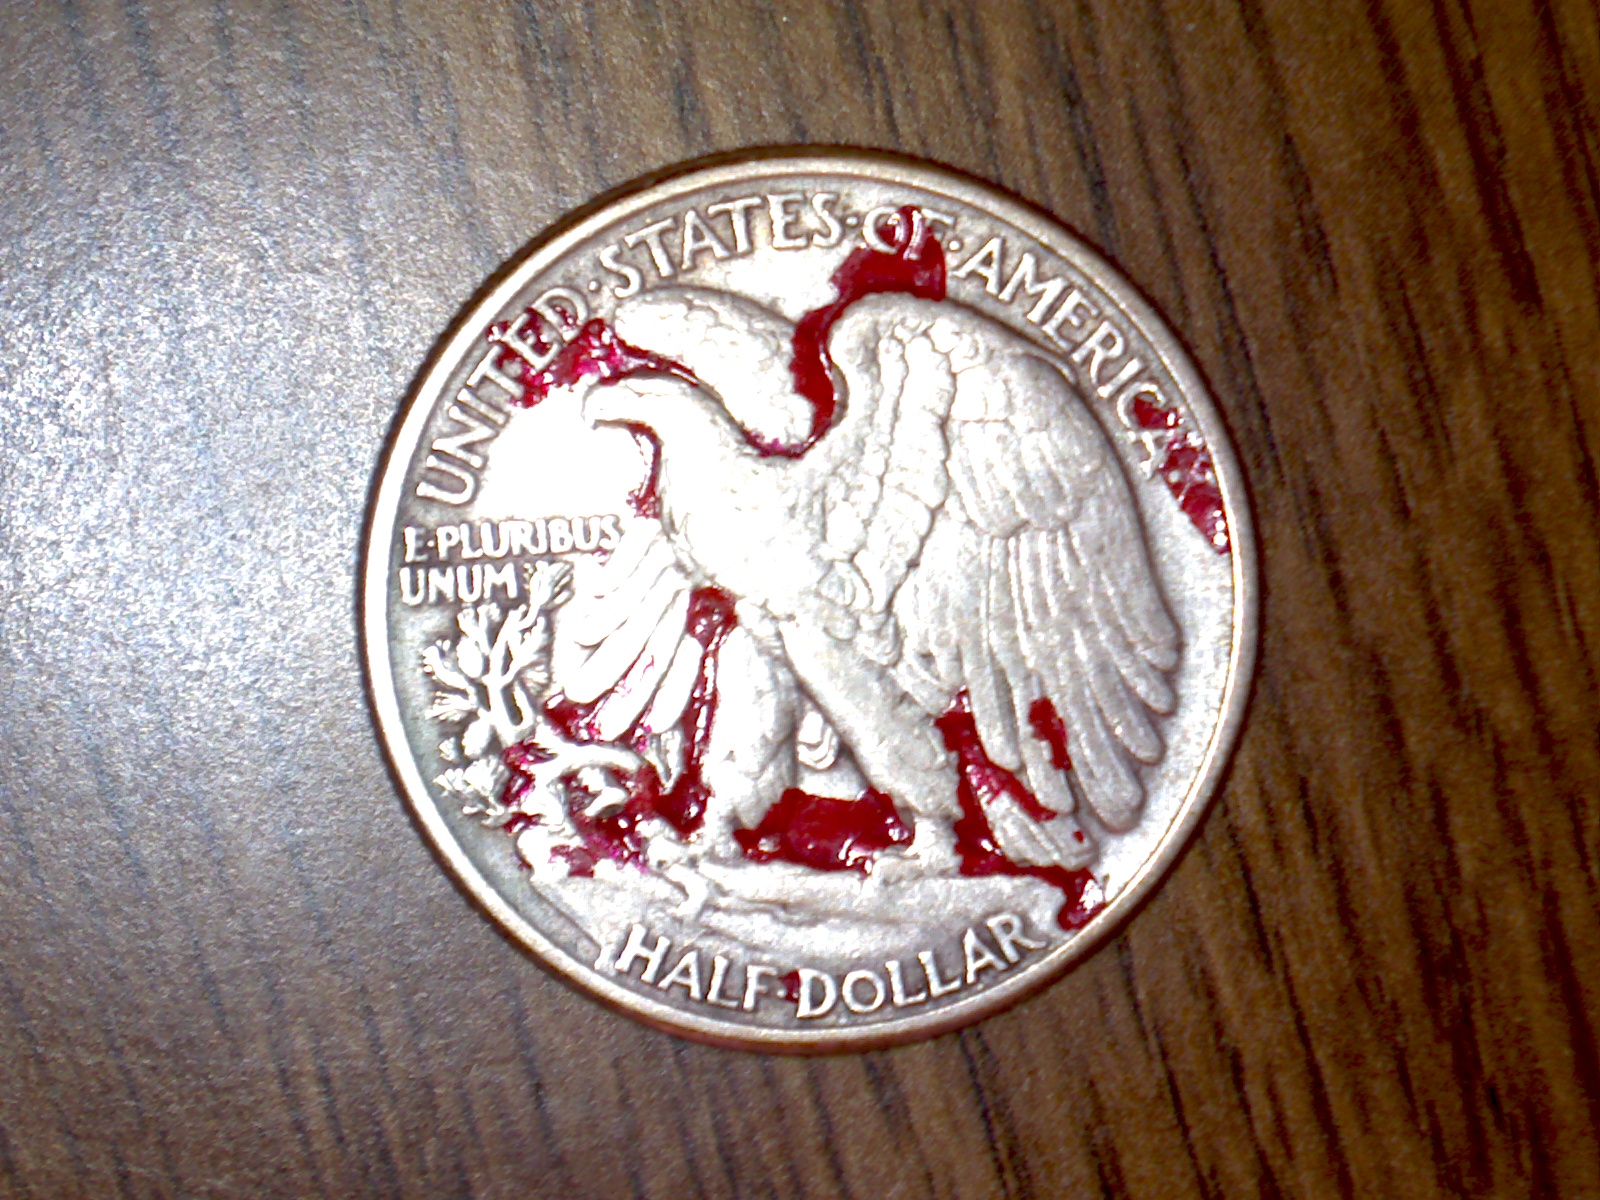 UNITED·STATES·OF·AMERICA
E·PLURIBUS
UNUM
HALF·DOLLAR